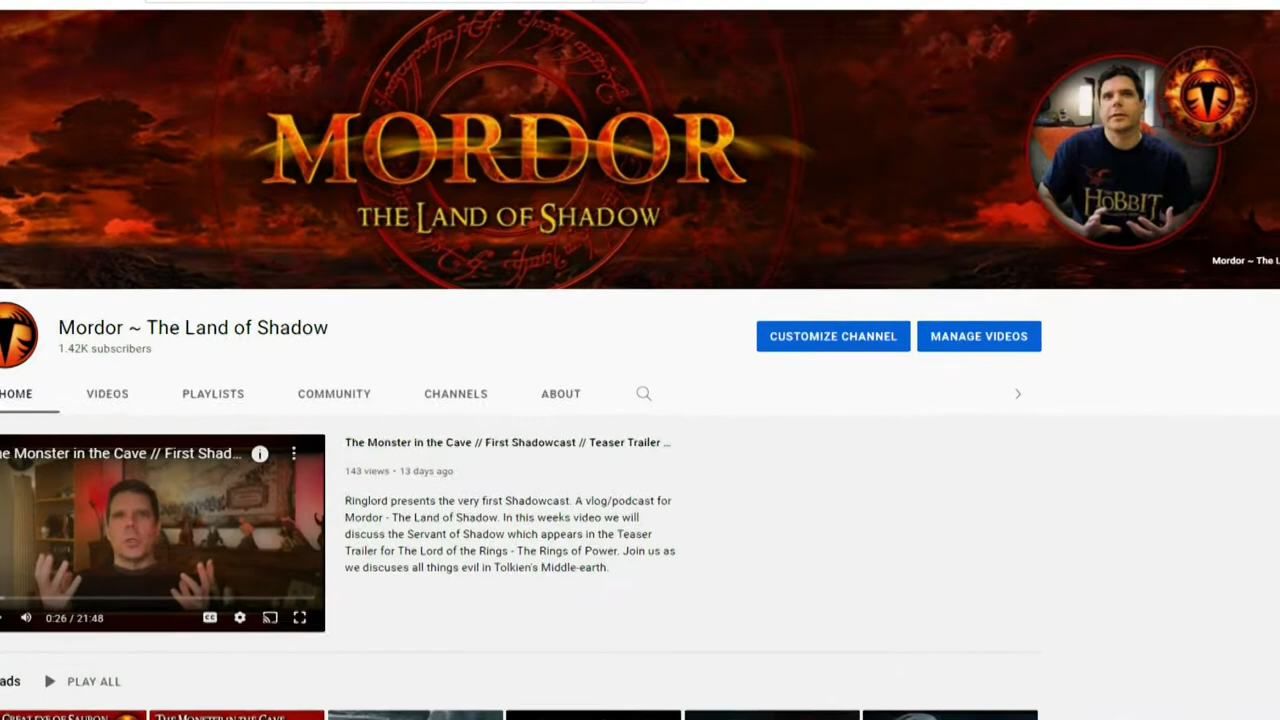 MORDOR
THE LAND OF SHADOW
THE HOBBIT
Mordor ~ The L
Mordor ~ The Land of Shadow
1.42K subscribers
CUSTOMIZE CHANNEL
MANAGE VIDEOS
HOME
VIDEOS
PLAYLISTS
COMMUNITY
CHANNELS
ABOUT
e Monster in the Cave // First Shad...
0:26 / 21:48
The Monster in the Cave // First Shadowcast // Teaser Trailer ...
143 views • 13 days ago
Ringlord presents the very first Shadowcast. A vlog/podcast for
Mordor - The Land of Shadow. In this weeks video we will
discuss the Servant of Shadow which appears in the Teaser
Trailer for The Lord of the Rings - The Rings of Power. Join us as
we discuses all things evil in Tolkien's Middle-earth.
ads
PLAY ALL
GREAT EYE OF SAURON
THE MONSTER IN THE CAVE